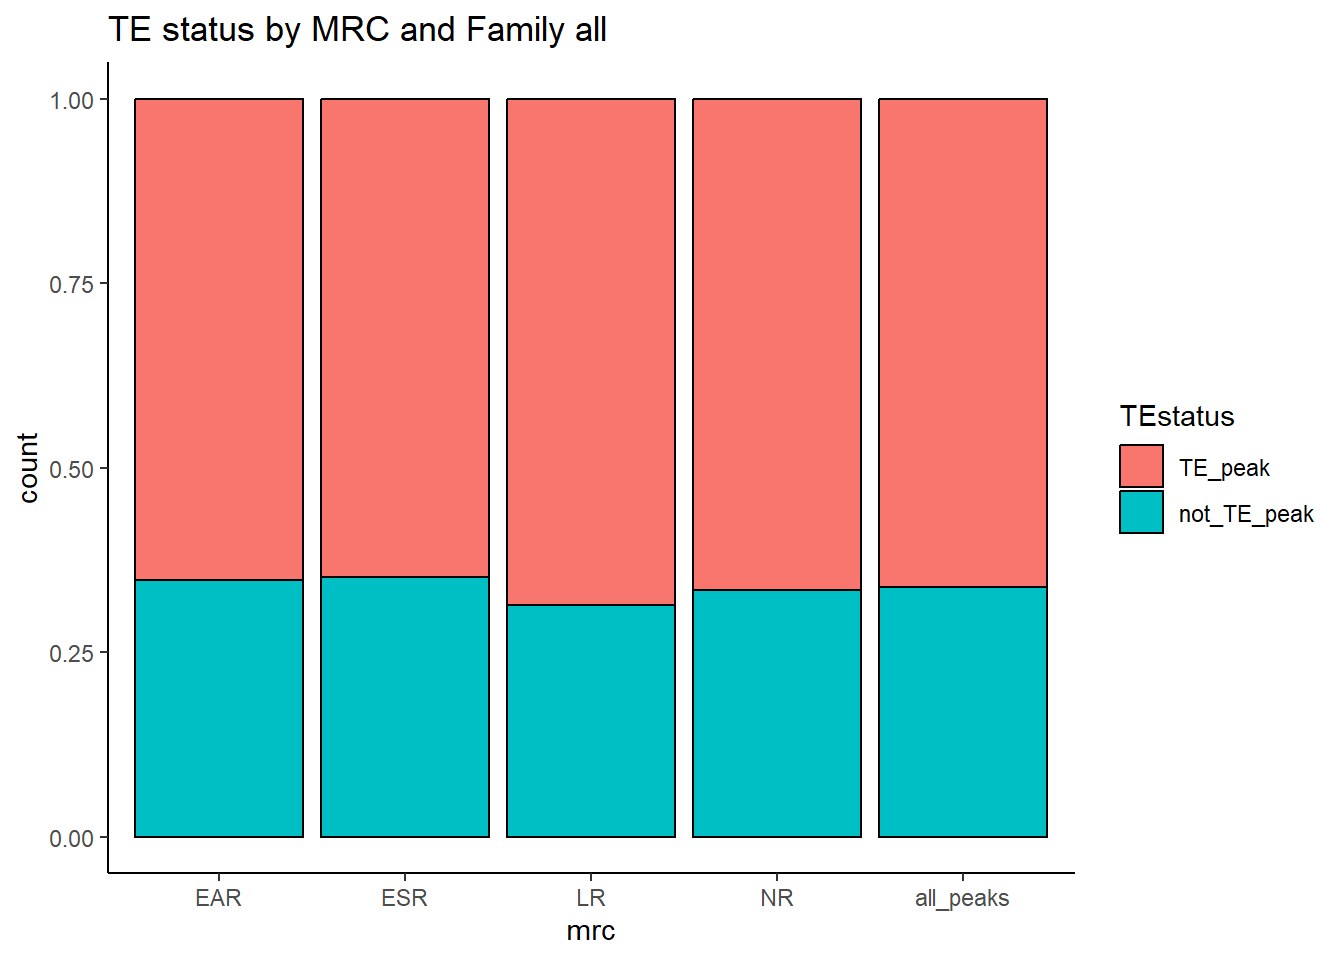 TE status by MRC and Family all
1.00
0.75
0.50
0.25
0.00
count
EAR ESR LR NR all_peaks
mrc
TEstatus
TE_peak
not_TE_peak